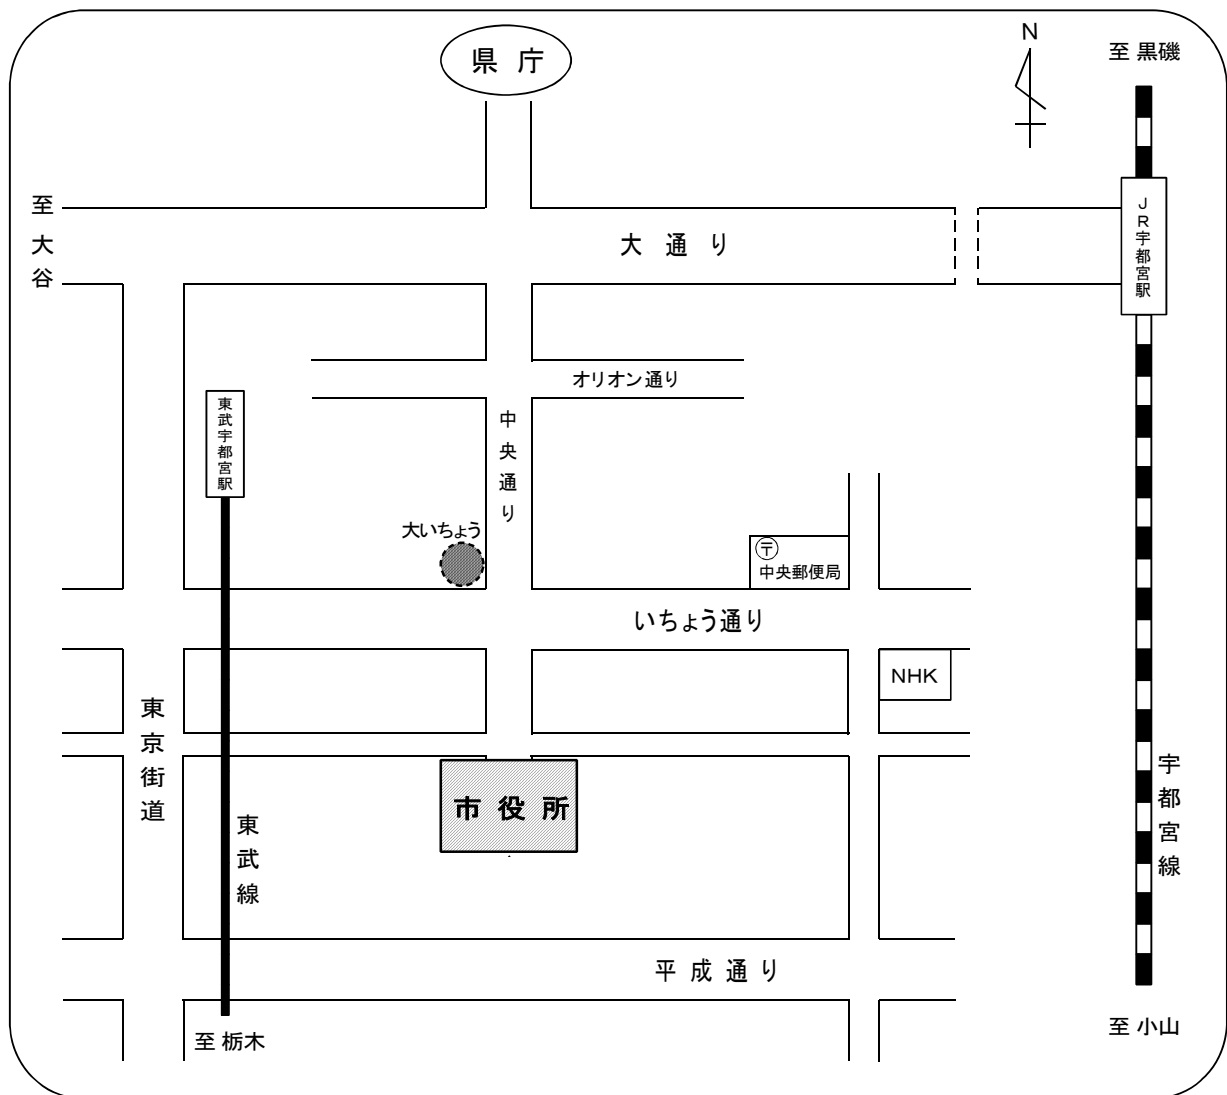 県庁
N
至 黒磯
至大谷
大通り
JR宇都宮駅
オリオン通り
東武宇都宮駅
中央通り
大いちょう
〒
中央郵便局
いちょう通り
NHK
東京街道
市役所
宇都宮線
東武線
平成通り
至 栃木
至 小山